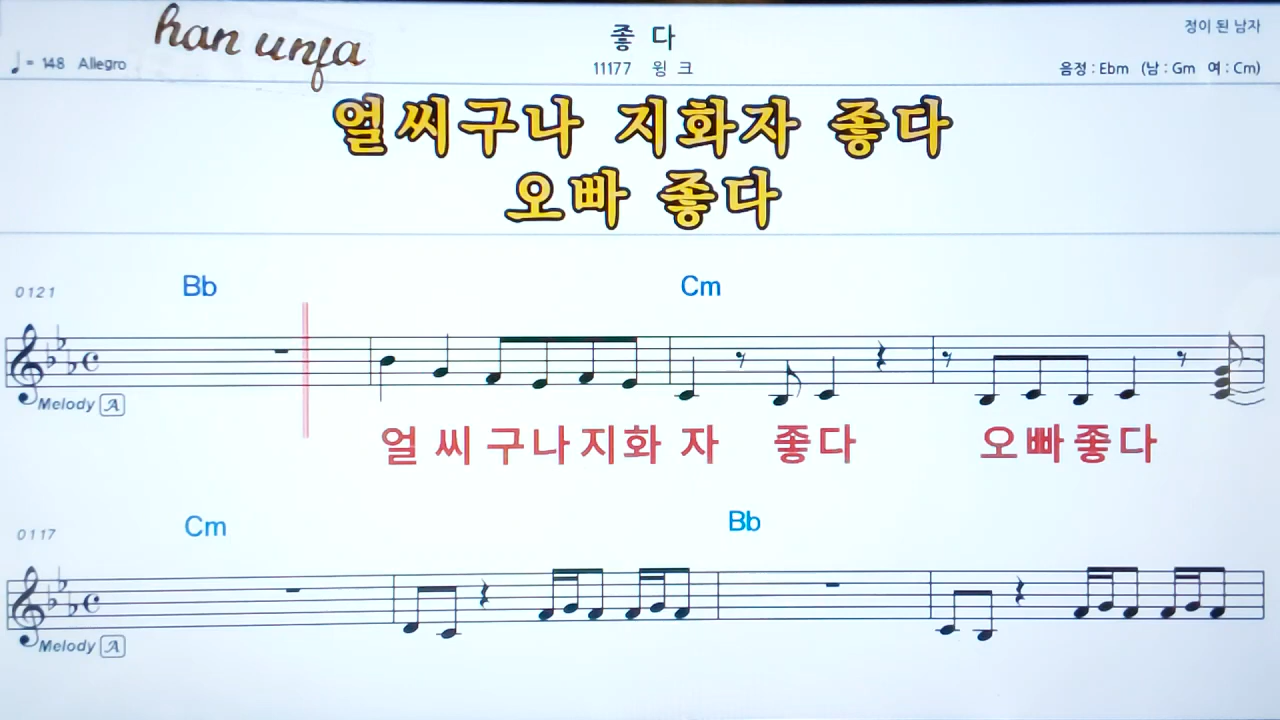 han unfa
좋 다
정이 된 남자
♩= 148 Allegro
11177 윙 크
음정 : Ebm (남 : Gm 여 : Cm)
얼씨구나 지화자 좋다
오빠 좋다
0121
Bb
Cm
Melody A
얼 씨 구나지화 자 좋다 오빠좋다
0117
Cm
Bb
Melody A